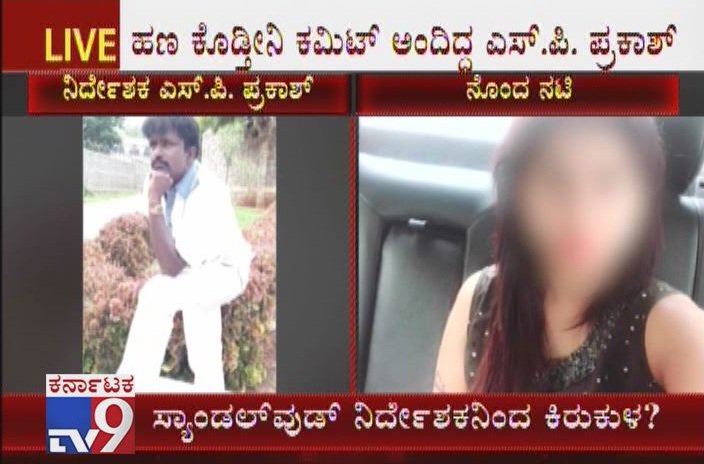 LIVE ಹಣ ಕೊಡ್ತೀನಿ ಕಮಿಟ್ ಅಂದಿದ್ದ ಎಸ್.ಪಿ. ಪ್ರಕಾಶ್
ನಿರ್ದೇಶಕ ಎಸ್.ಪಿ. ಪ್ರಕಾಶ್
ನೊಂದ ನಟಿ
ಕರ್ನಾಟಕ
TV9
ಸ್ಯಾಂಡಲ್‌ವುಡ್ ನಿರ್ದೇಶಕನಿಂದ ಕಿರುಕುಳ?